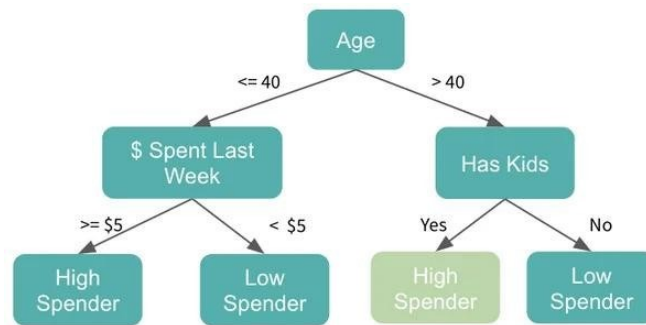 Age
<= 40
> 40
$ Spent Last
Week
Has Kids
>= $5
< $5
Yes
No
High
Spender
Low
Spender
High
Spender
Low
Spender